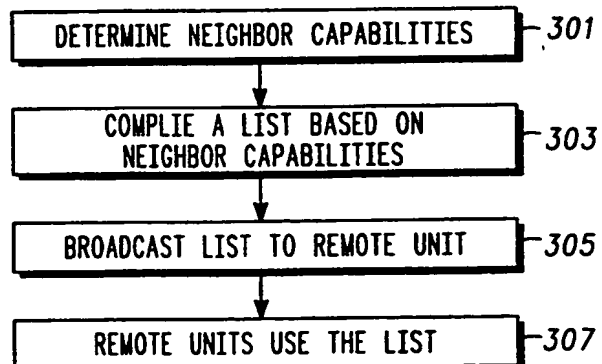 DETERMINE NEIGHBOR CAPABILITIES 301
COMPLIE A LIST BASED ON
NEIGHBOR CAPABILITIES 303
BROADCAST LIST TO REMOTE UNIT 305
REMOTE UNITS USE THE LIST 307